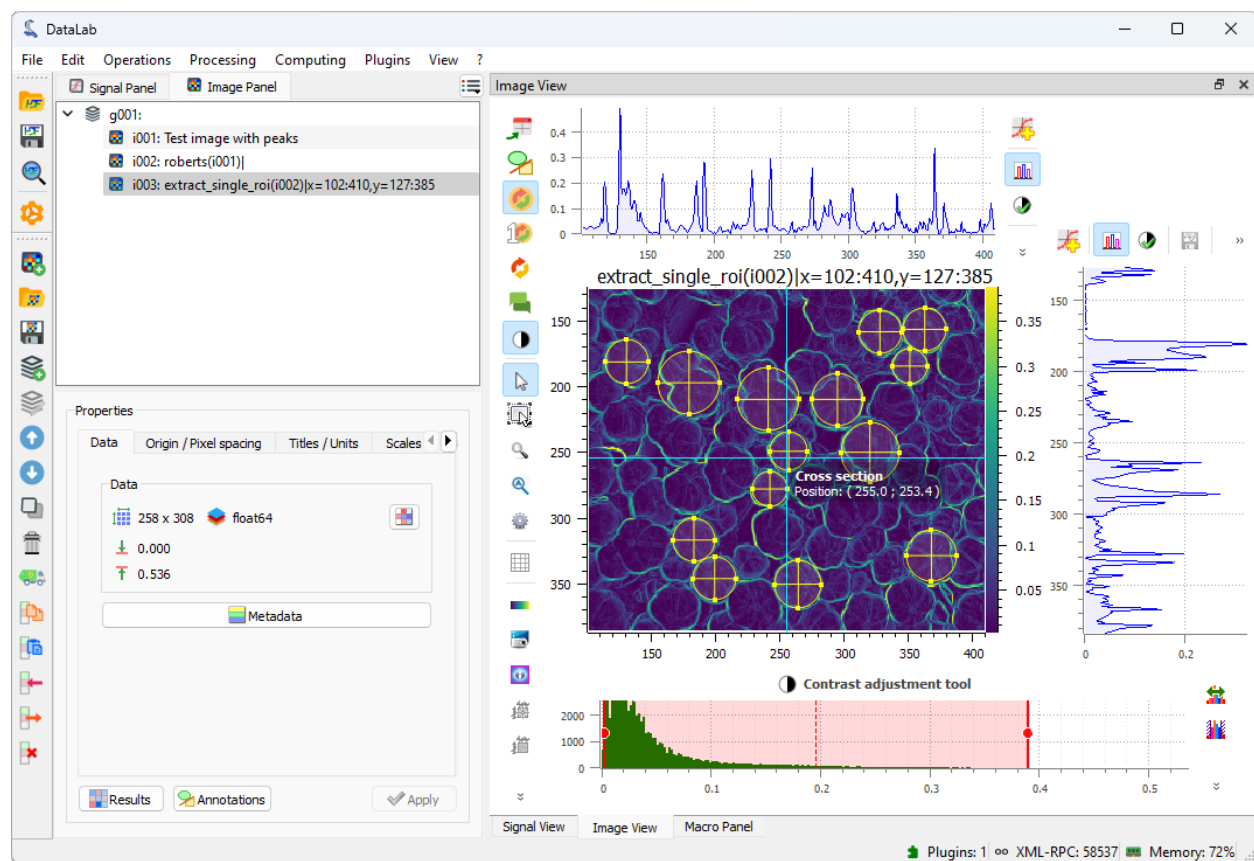 DataLab
File Edit Operations Processing Computing Plugins View ?
Signal Panel Image Panel
g001:
i001: Test image with peaks
i002: roberts(i001)|
i003: extract_single_roi(i002)|x=102:410,y=127:385
Properties
Data Origin / Pixel spacing Titles / Units Scales
Data
258 x 308 float64
0.000
0.536
Metadata
Results Annotations Apply
Image View
0.4
0.3
0.2
0.1
0
150 200 250 300 350 400
extract_single_roi(i002)|x=102:410,y=127:385
150
200
250
300
350
150 200 250 300 350 400
Cross section
Position: ( 255.0 ; 253.4 )
0.35
0.3
0.25
0.2
0.15
0.1
0.05
»
150
200
250
300
350
0 0.2
Contrast adjustment tool
2000
1000
0
0 0.1 0.2 0.3 0.4 0.5
Signal View Image View Macro Panel
Plugins: 1 XML-RPC: 58537 Memory: 72%